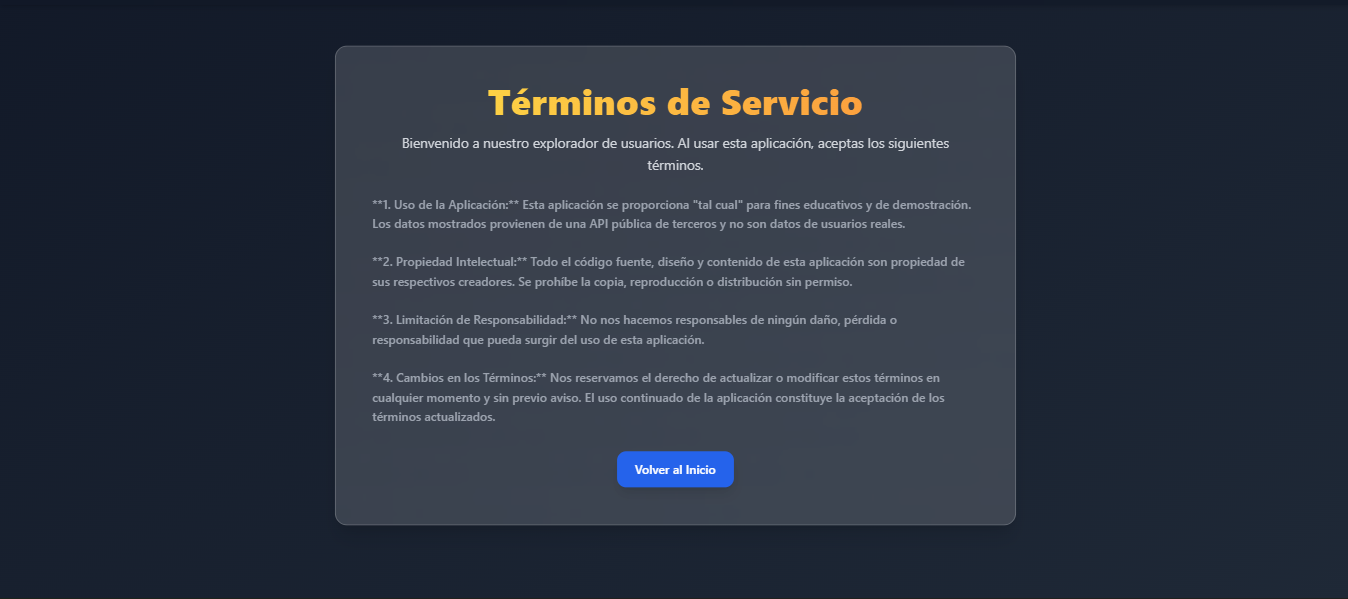 Términos de Servicio
Bienvenido a nuestro explorador de usuarios. Al usar esta aplicación, aceptas los siguientes
términos.
**1. Uso de la Aplicación:** Esta aplicación se proporciona "tal cual" para fines educativos y de demostración.
Los datos mostrados provienen de una API pública de terceros y no son datos de usuarios reales.
**2. Propiedad Intelectual:** Todo el código fuente, diseño y contenido de esta aplicación son propiedad de
sus respectivos creadores. Se prohíbe la copia, reproducción o distribución sin permiso.
**3. Limitación de Responsabilidad:** No nos hacemos responsables de ningún daño, pérdida o
responsabilidad que pueda surgir del uso de esta aplicación.
**4. Cambios en los Términos:** Nos reservamos el derecho de actualizar o modificar estos términos en
cualquier momento y sin previo aviso. El uso continuado de la aplicación constituye la aceptación de los
términos actualizados.
Volver al Inicio